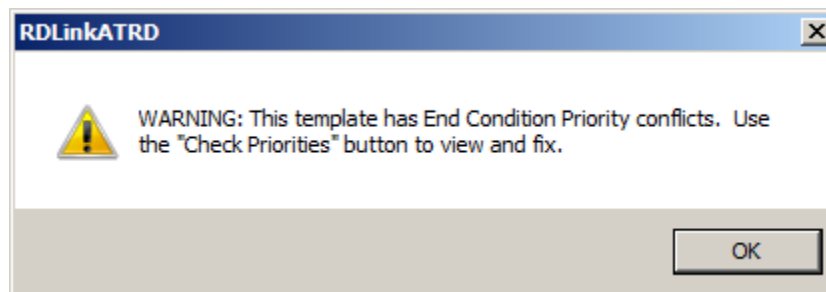 RDLinkATRD
WARNING: This template has End Condition Priority conflicts.  Use
the "Check Priorities" button to view and fix.
OK